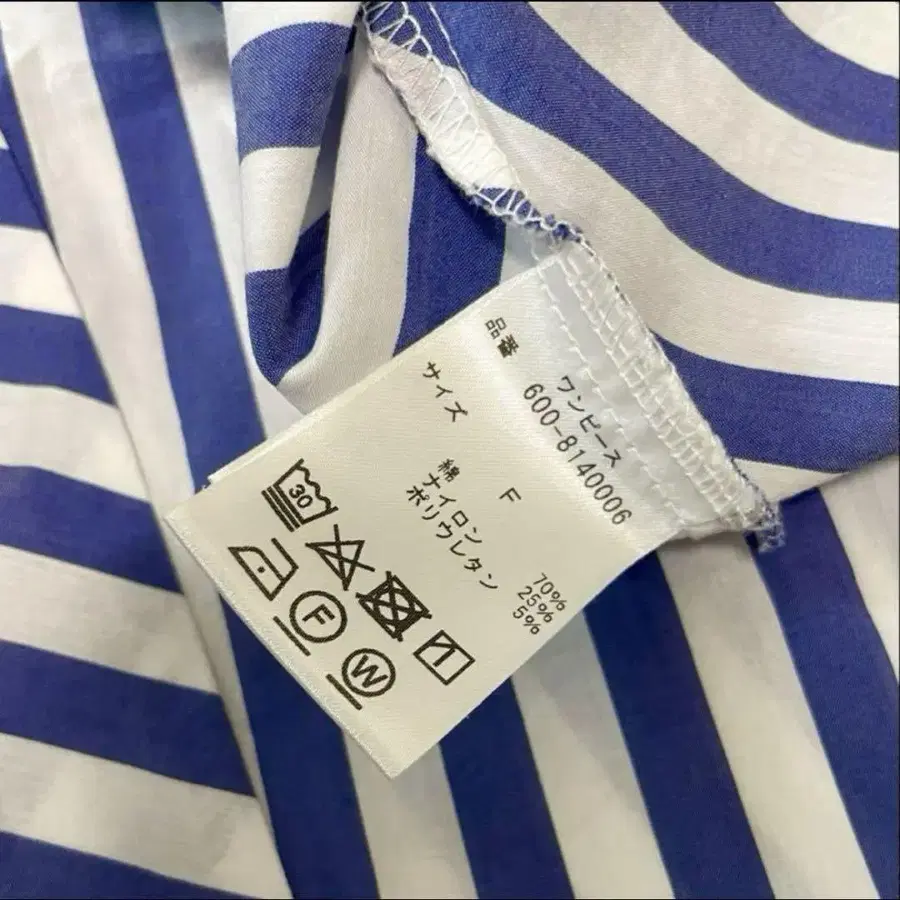 品番 ワンピース
600-8140006
サイズ F
綿 70%
ナイロン 25%
ポリウレタン 5%
30
F
W